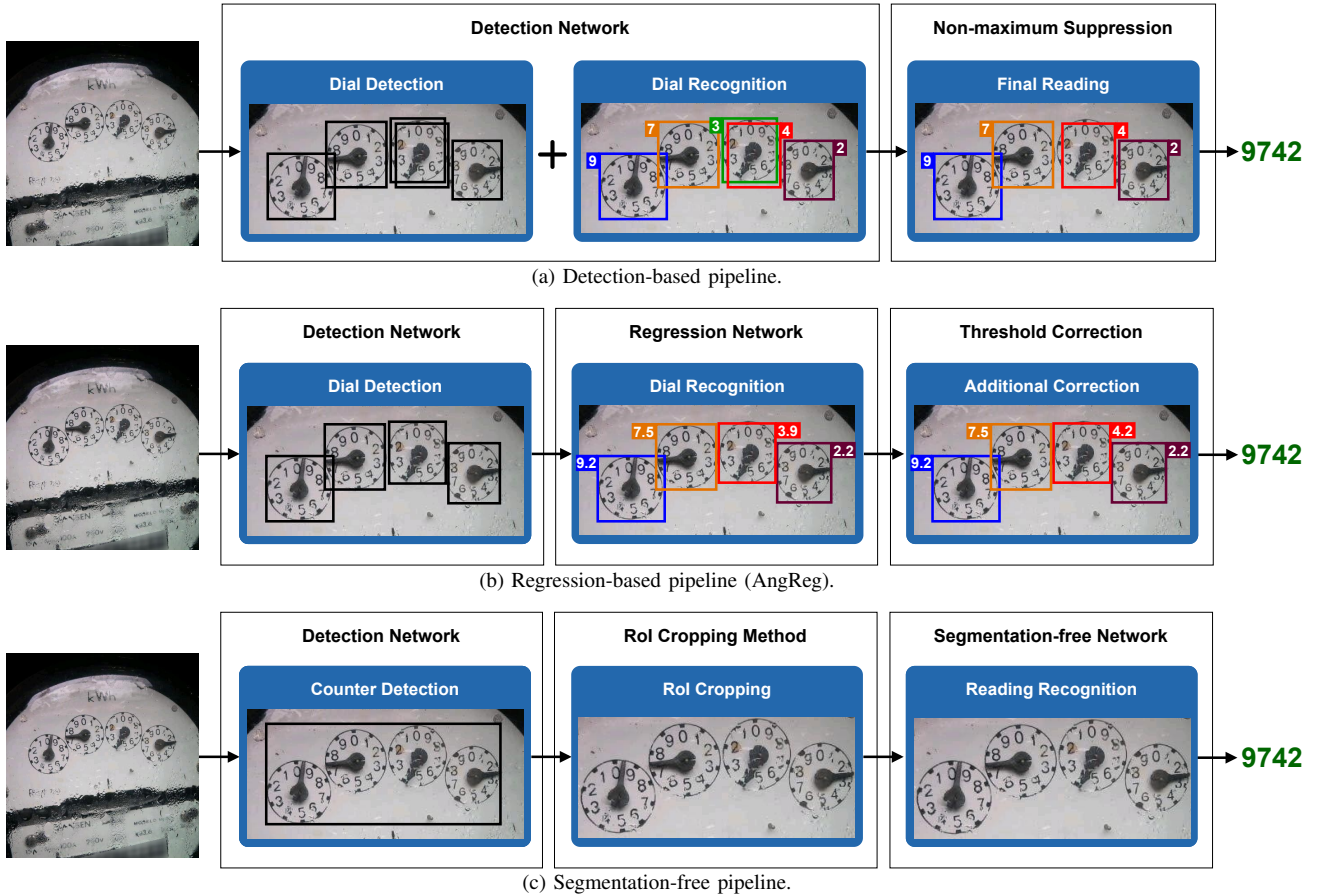 Detection Network
Non-maximum Suppression
Dial Detection
Dial Recognition
Final Reading
kWh
7
3
4
9
2
+
7
4
9
2
9742
(a) Detection-based pipeline.
Detection Network
Regression Network
Threshold Correction
Dial Detection
Dial Recognition
Additional Correction
kWh
7.5
3.9
9.2
2.2
7.5
4.2
9.2
2.2
9742
(b) Regression-based pipeline (AngReg).
Detection Network
RoI Cropping Method
Segmentation-free Network
Counter Detection
RoI Cropping
Reading Recognition
kWh
9742
(c) Segmentation-free pipeline.